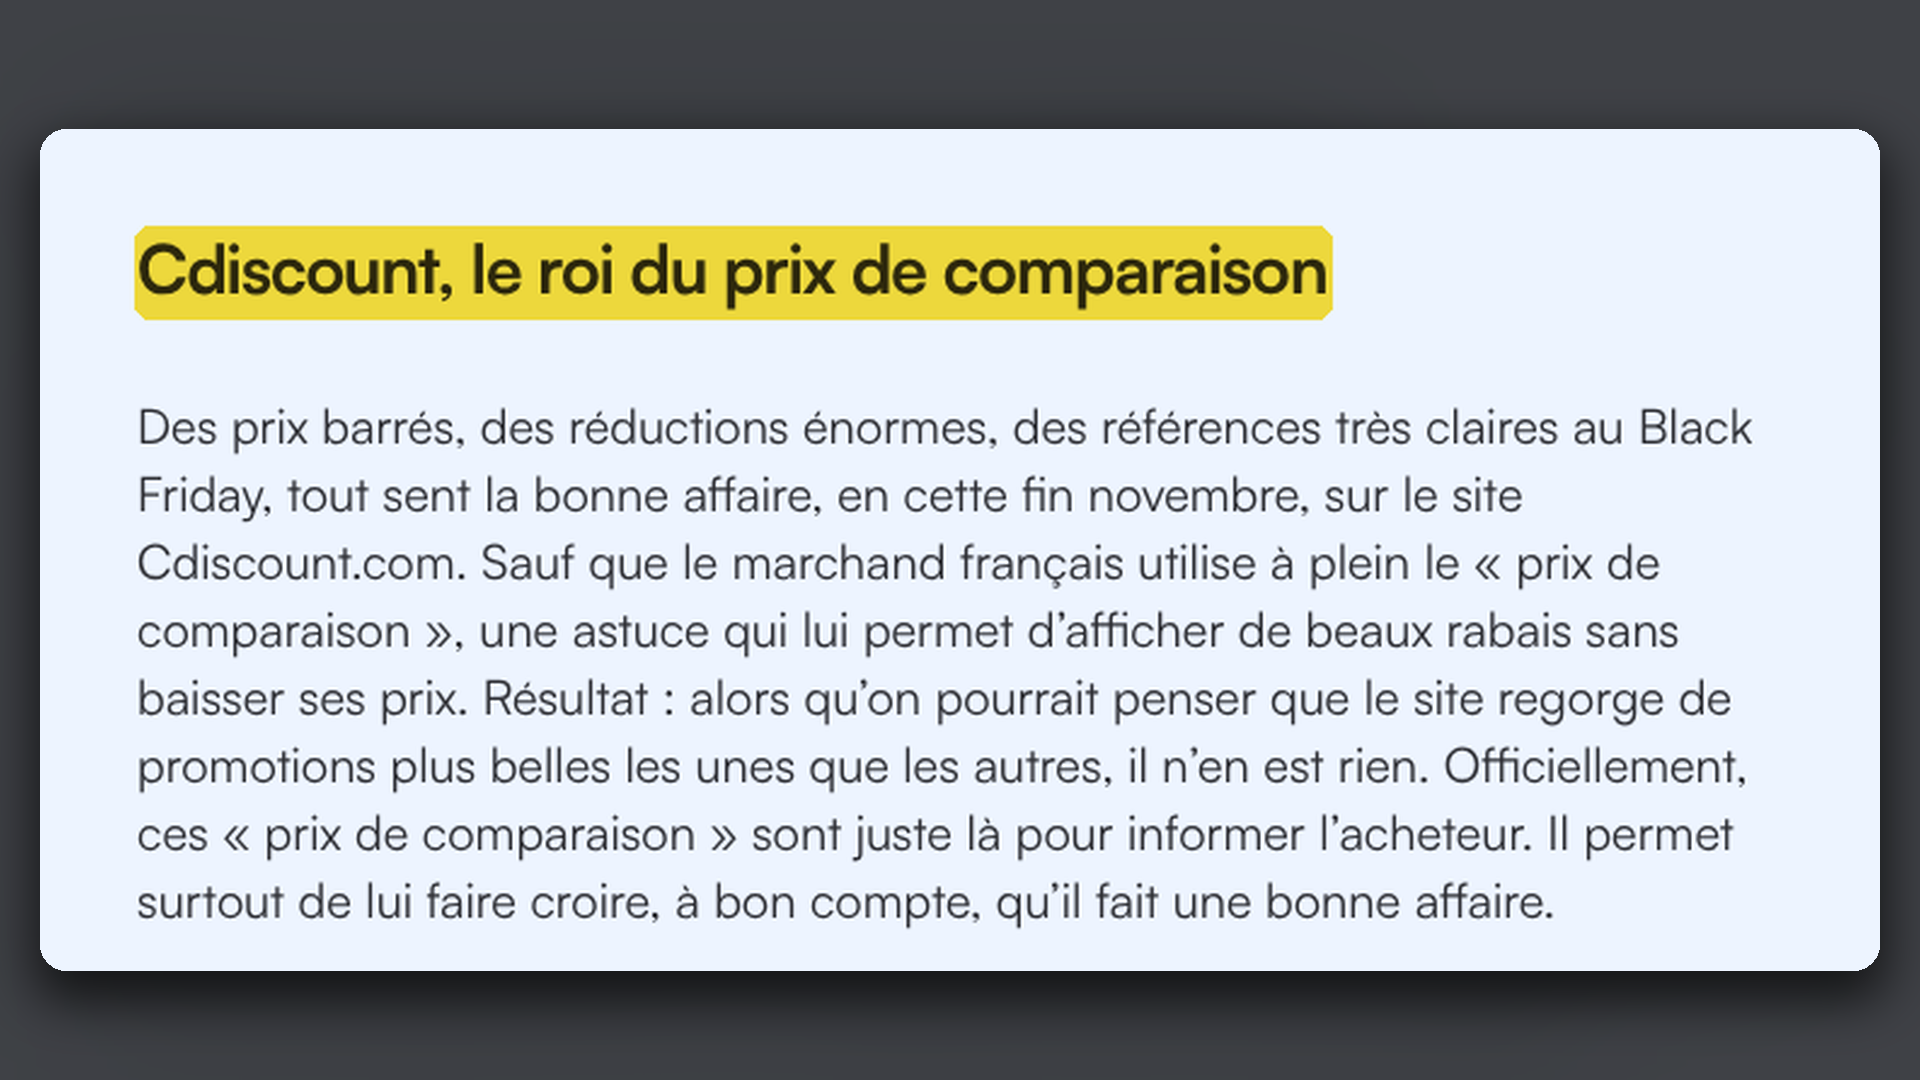 Cdiscount, le roi du prix de comparaison
Des prix barrés, des réductions énormes, des références très claires au Black
Friday, tout sent la bonne affaire, en cette fin novembre, sur le site
Cdiscount.com. Sauf que le marchand français utilise à plein le « prix de
comparaison », une astuce qui lui permet d’afficher de beaux rabais sans
baisser ses prix. Résultat : alors qu’on pourrait penser que le site regorge de
promotions plus belles les unes que les autres, il n’en est rien. Officiellement,
ces « prix de comparaison » sont juste là pour informer l’acheteur. Il permet
surtout de lui faire croire, à bon compte, qu’il fait une bonne affaire.